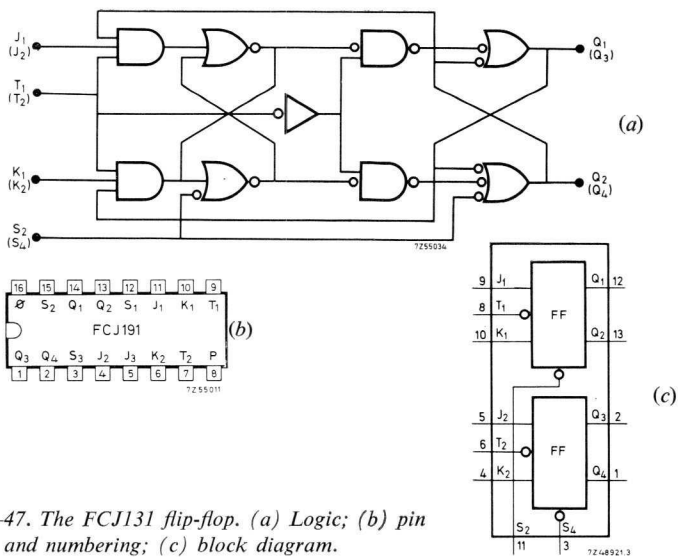 J1
(J2)
T1
(T2)
K1
(K2)
S2
(S4)
Q1
(Q3)
Q2
(Q4)
(a)
7Z55034
16 15 14 13 12 11 10 9
S2 Q1 Q2 S1 J1 K1 T1
FCJ191
Q3 Q4 S3 J2 J3 K2 T2 P
1 2 3 4 5 6 7 8
7Z55011
(b)
9 J1 Q1 12
8 T1 FF
10 K1 Q2 13
5 J2 Q3 2
6 T2 FF
4 K2 Q4 1
S2 S4
11 3
7Z48921.3
(c)
-47. The FCJ131 flip-flop. (a) Logic; (b) pin
and numbering; (c) block diagram.